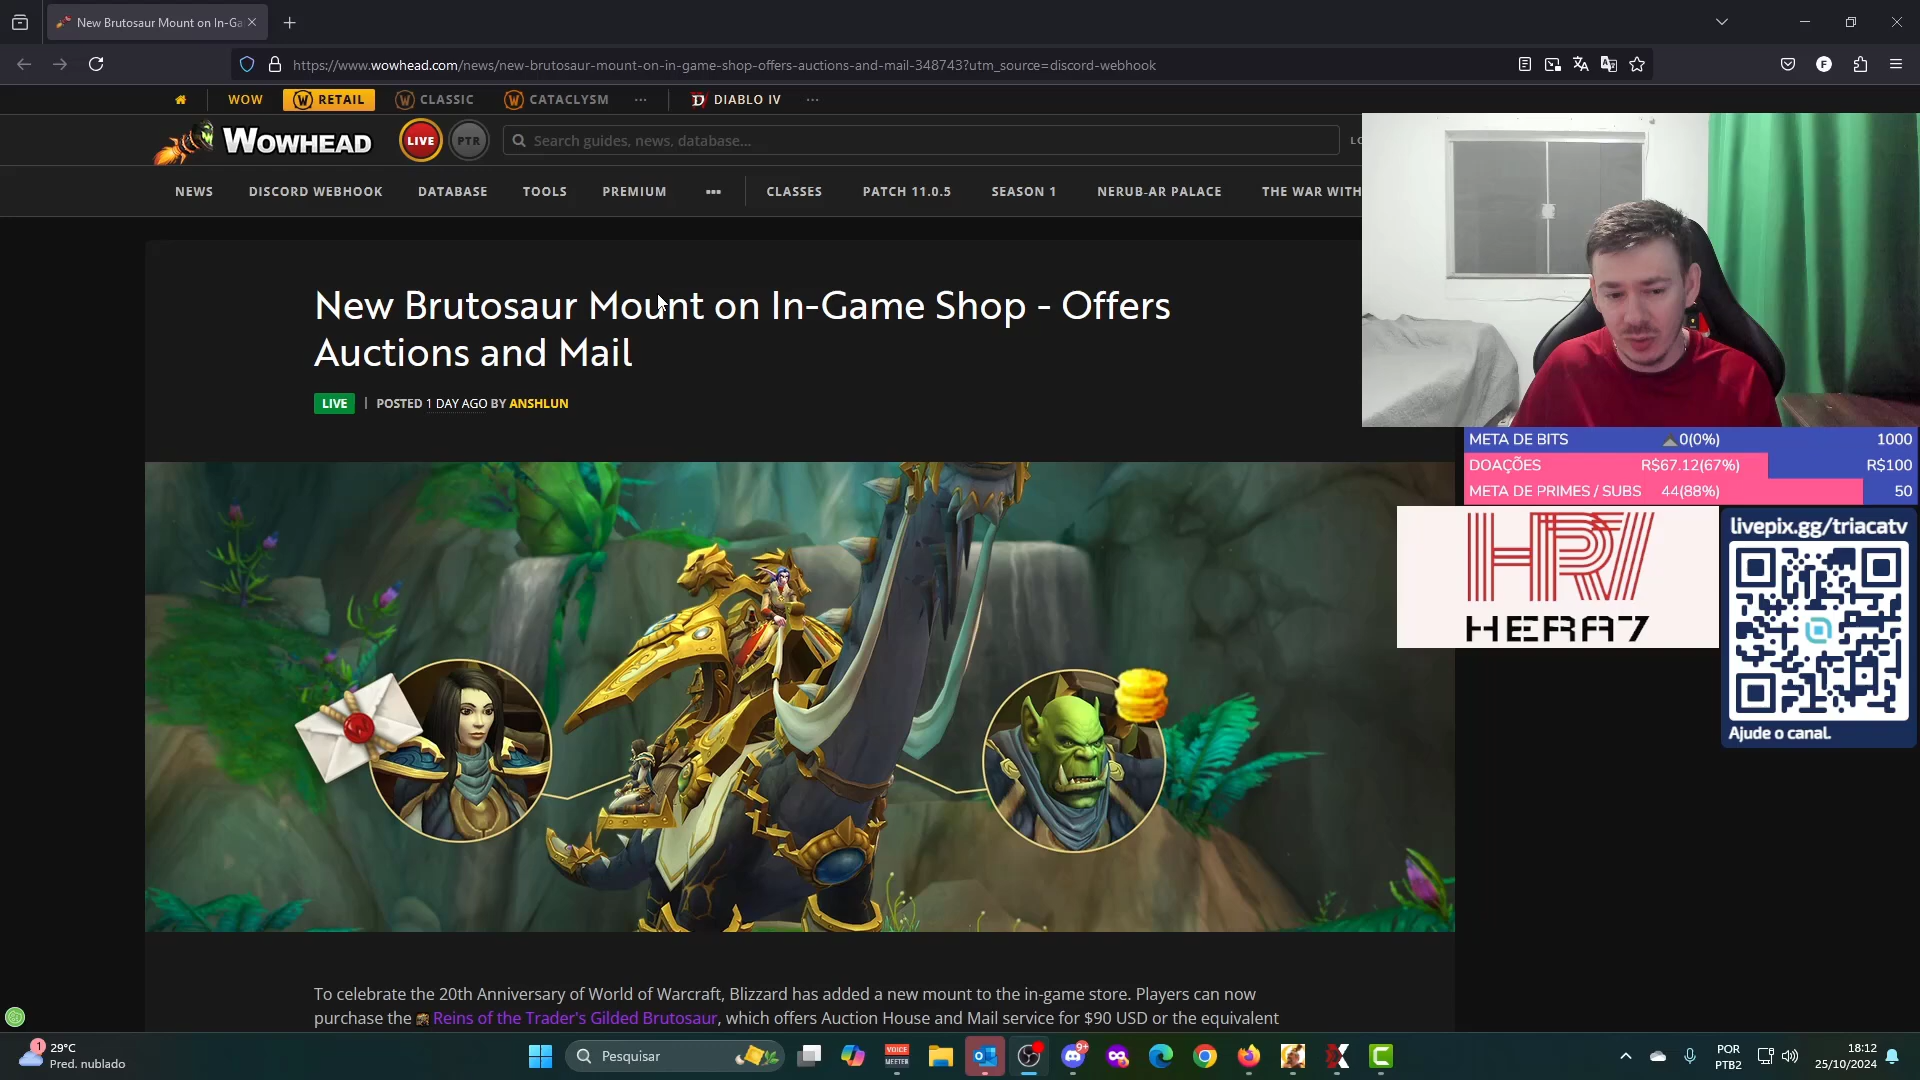 New Brutosaur Mount on In-Ga
https://www.wowhead.com/news/new-brutosaur-mount-on-in-game-shop-offers-auctions-and-mail-348743?utm_source=discord-webhook
WOW
RETAIL
CLASSIC
CATACLYSM
DIABLO IV
WOWHEAD
LIVE
PTR
Search guides, news, database...
NEWS
DISCORD WEBHOOK
DATABASE
TOOLS
PREMIUM
CLASSES
PATCH 11.0.5
SEASON 1
NERUB-AR PALACE
THE WAR WITH
New Brutosaur Mount on In-Game Shop - Offers
Auctions and Mail
LIVE | POSTED 1 DAY AGO BY ANSHLUN
META DE BITS 0(0%) 1000
DOAÇÕES R$67.12(67%) R$100
META DE PRIMES / SUBS 44(88%) 50
HERA7
livepix.gg/triacatv
Ajude o canal.
To celebrate the 20th Anniversary of World of Warcraft, Blizzard has added a new mount to the in-game store. Players can now
purchase the Reins of the Trader's Gilded Brutosaur, which offers Auction House and Mail service for $90 USD or the equivalent
1
29°C
Pred. nublado
Pesquisar
VOICE
MEETER
9+
POR
PTB2
18:12
25/10/2024